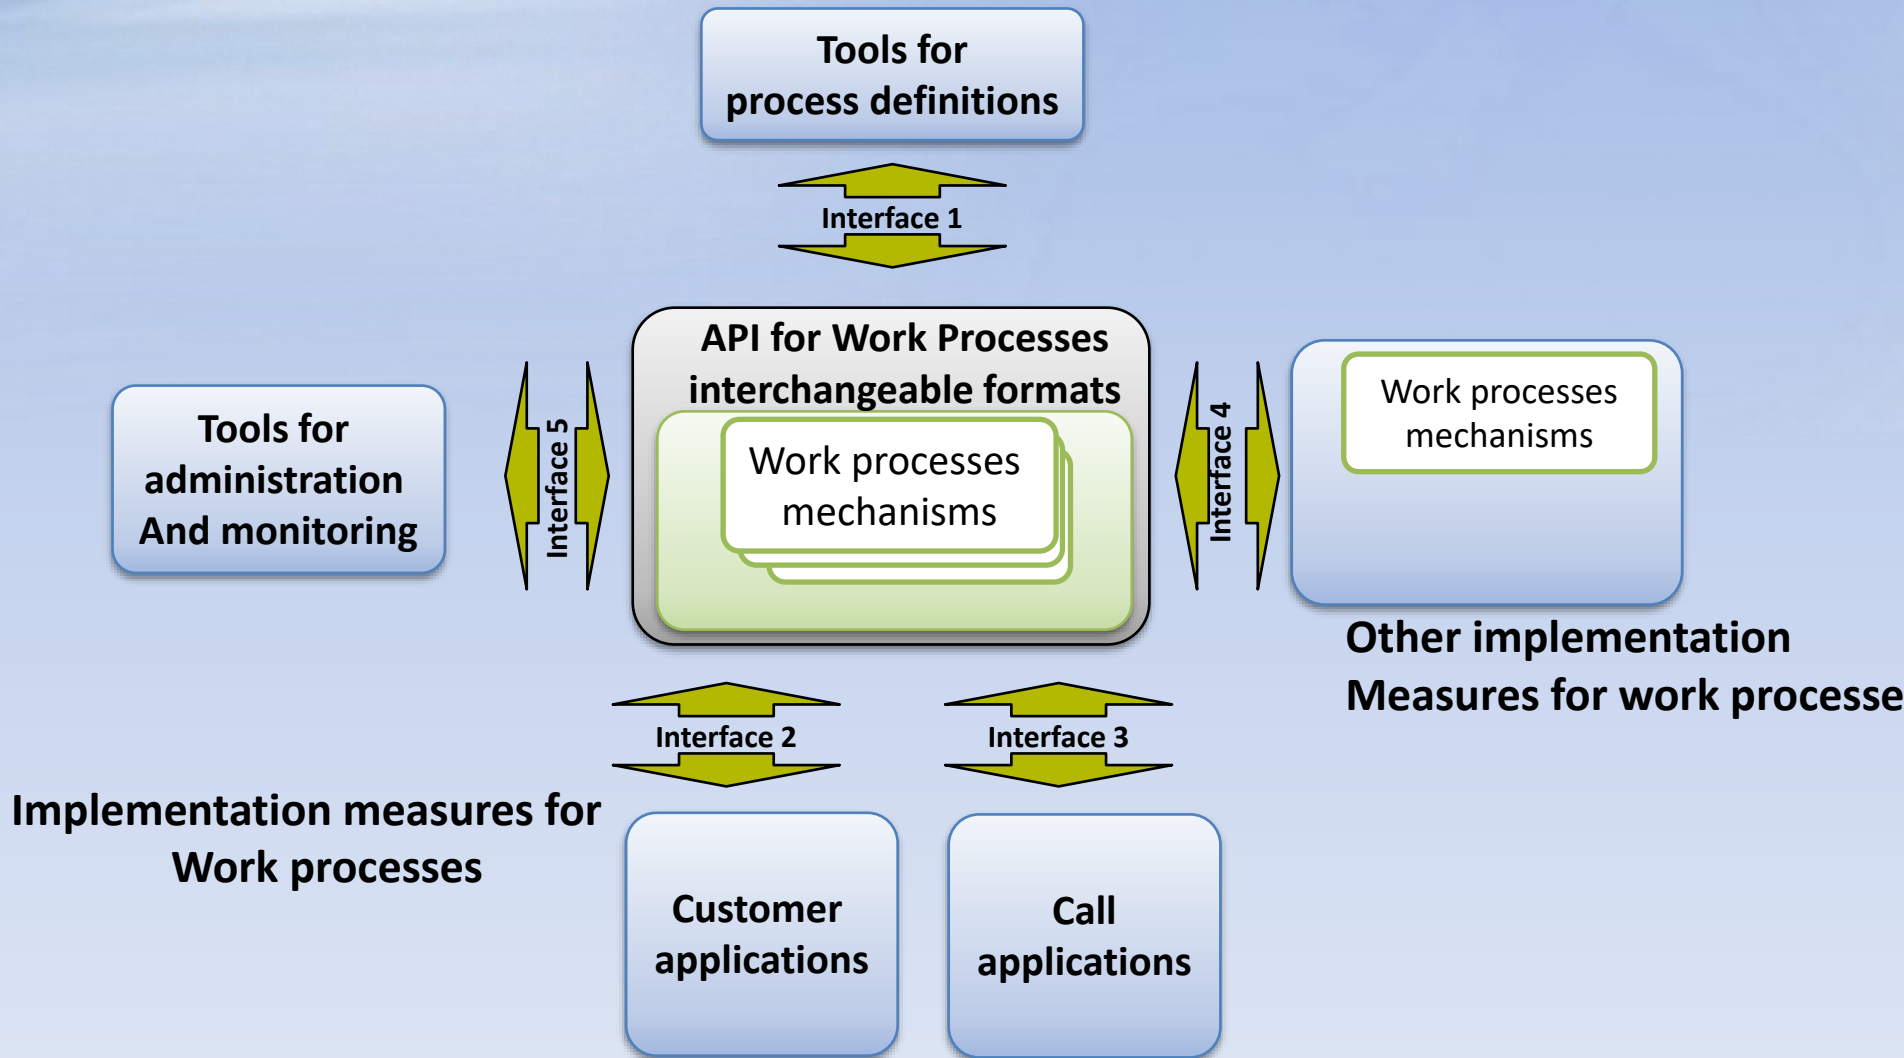 Tools for
process definitions
Interface 1
API for Work Processes
interchangeable formats
Work processes
mechanisms
Tools for
administration
And monitoring
Interface 5
Interface 4
Work processes
mechanisms
Other implementation
Measures for work processe
Interface 2
Interface 3
Implementation measures for
Work processes
Customer
applications
Call
applications